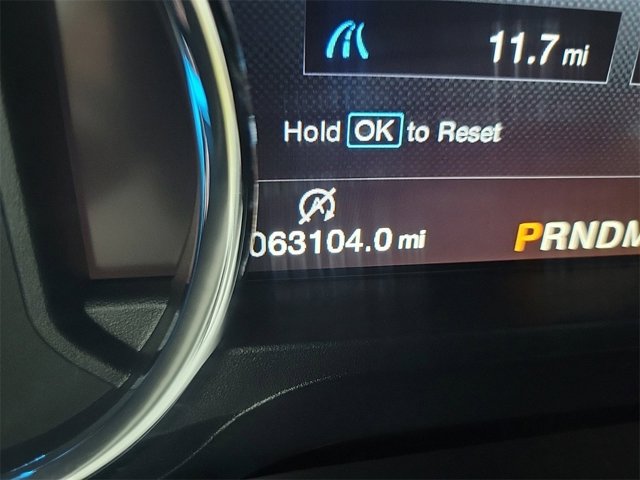 11.7 mi
Hold OK to Reset
063104.0 mi
PRNDM